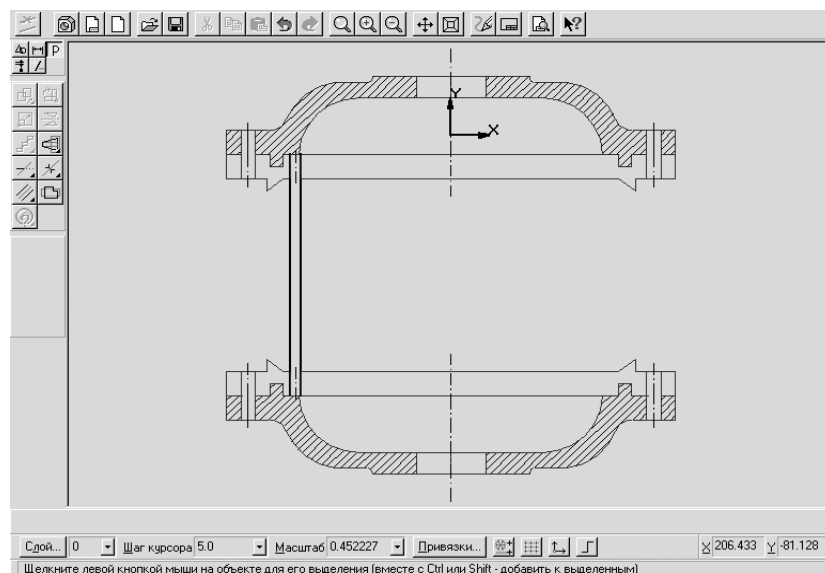 P
Y
X
Слой... 0 Шаг курсора 5.0 Масштаб 0.452227 Привязки... X 206.433 Y -81.128
Щелкните левой кнопкой мыши на объекте для его выделения (вместе с Ctrl или Shift - добавить к выделенным)